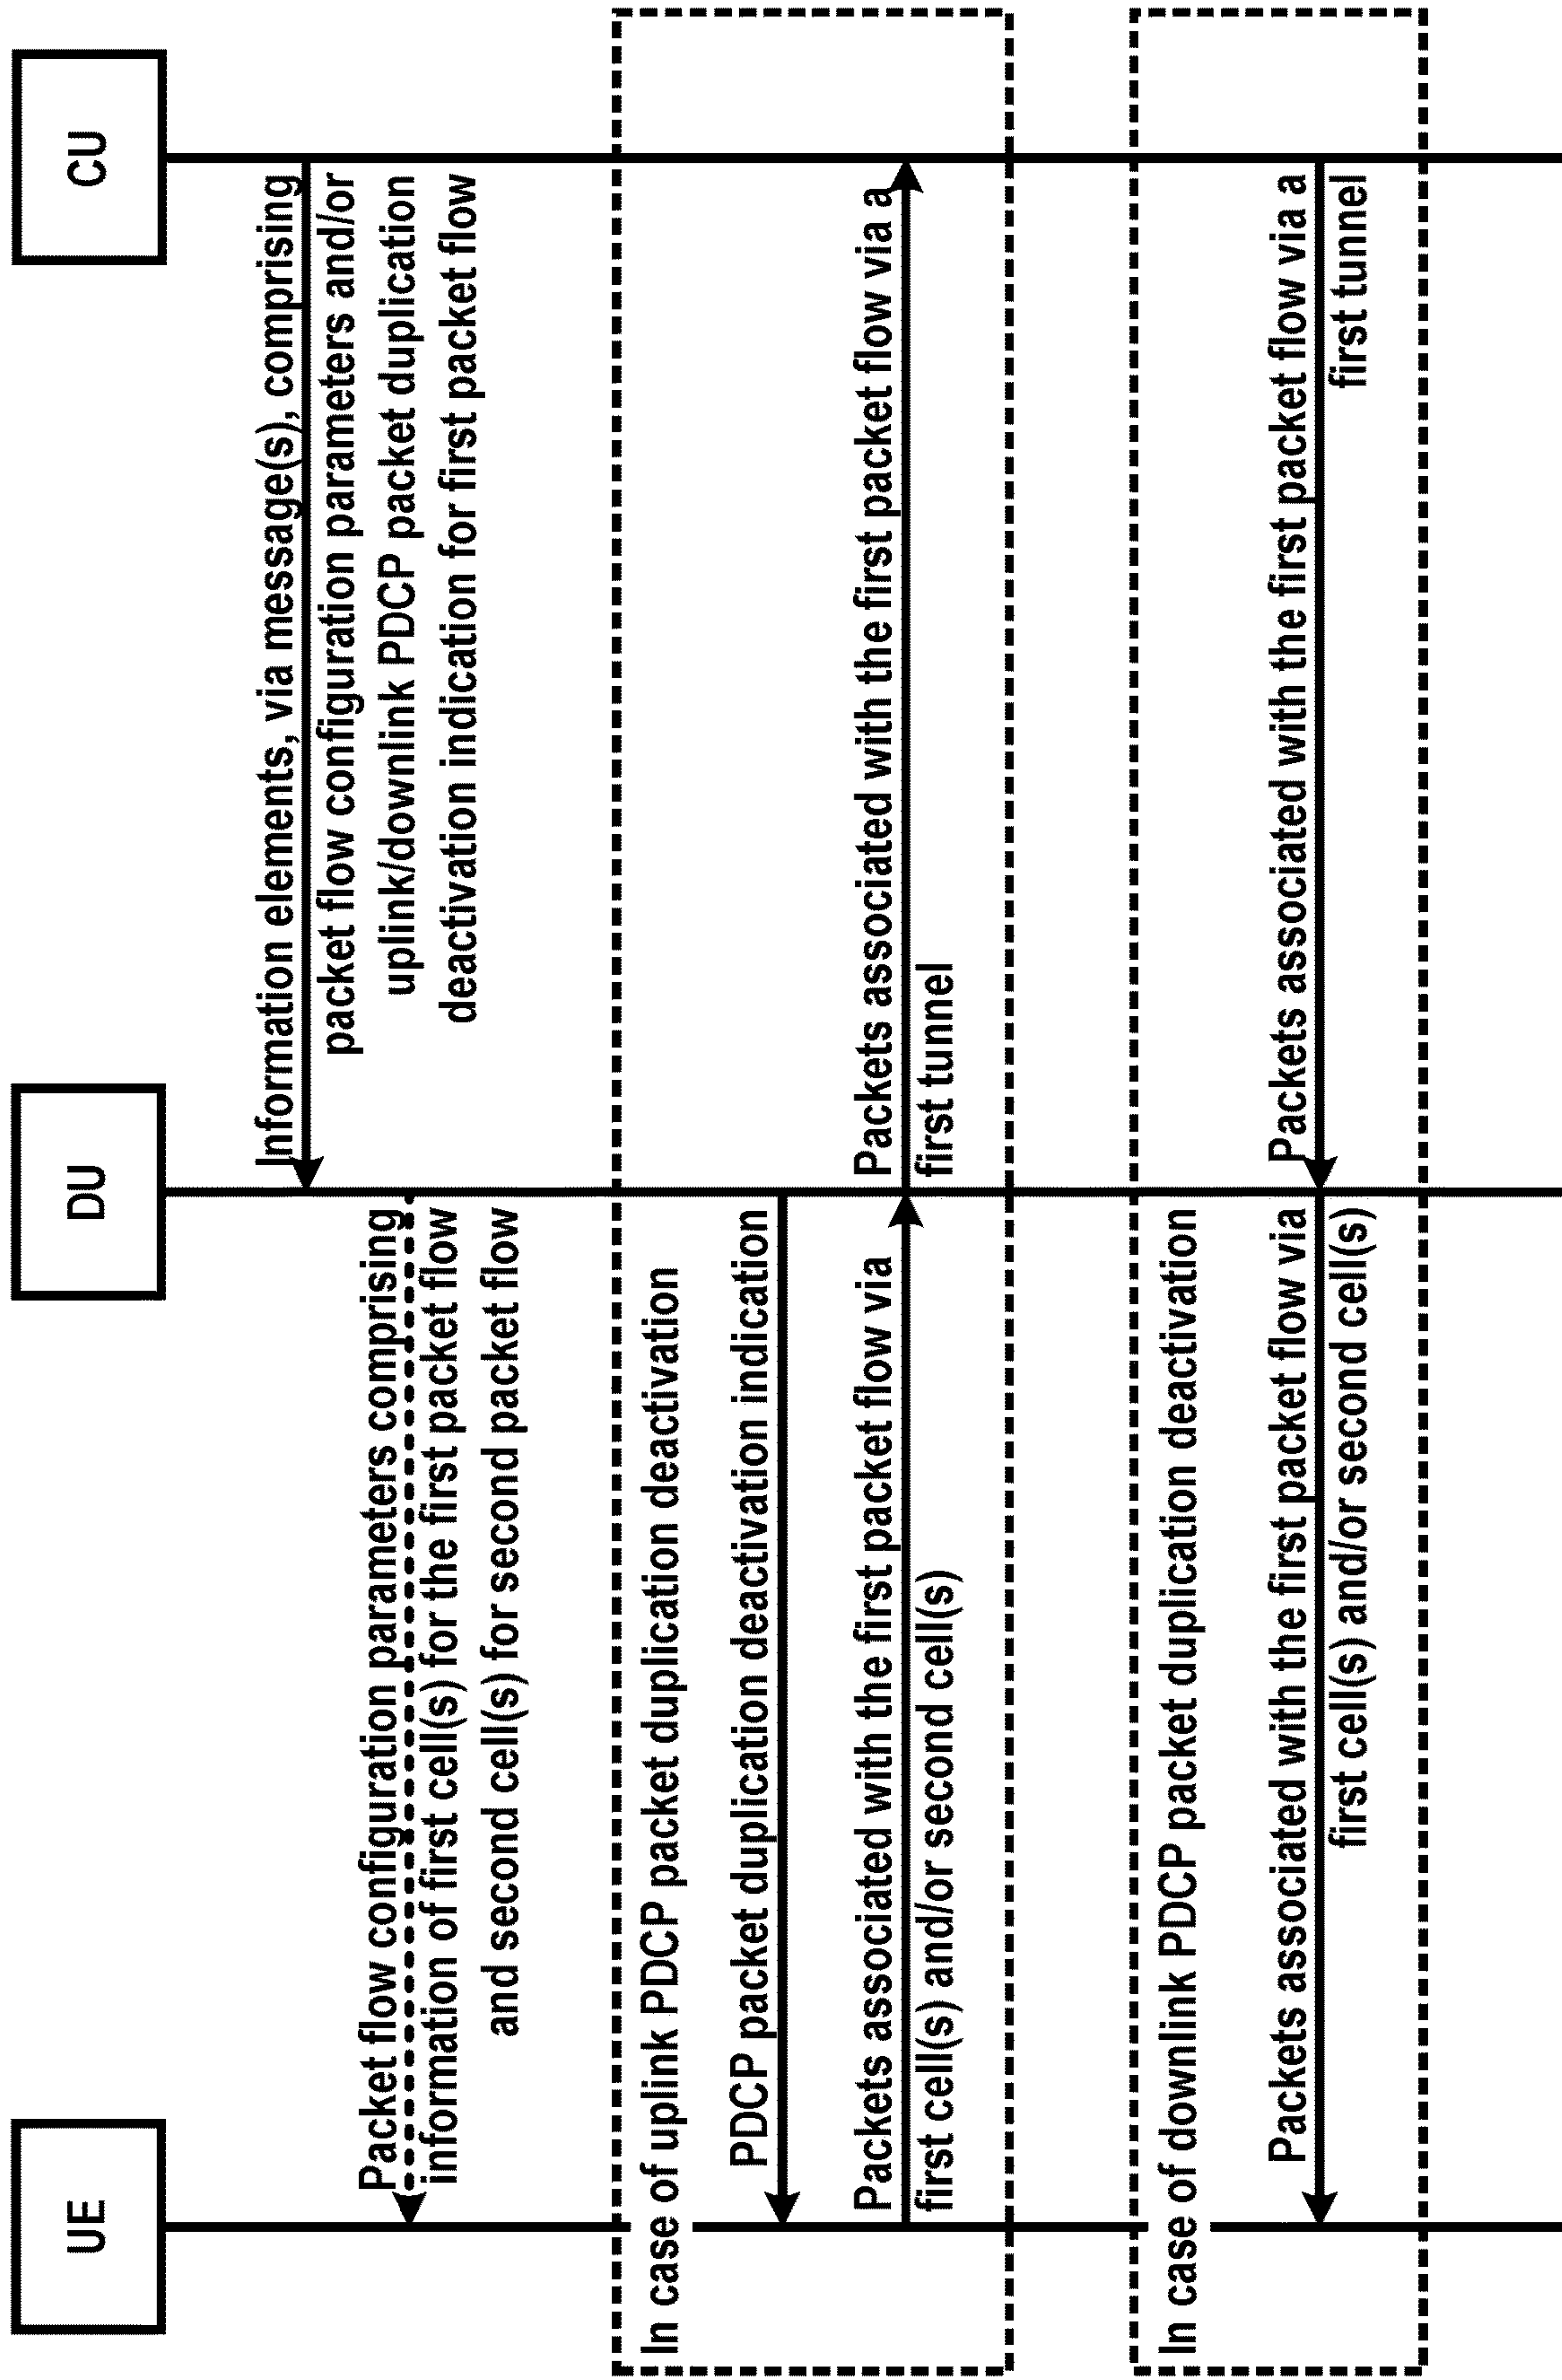 UE
DU
CU
Information elements, via message(s), comprising
packet flow configuration parameters and/or
uplink/downlink PDCP packet duplication
deactivation indication for first packet flow
Packet flow configuration parameters comprising
information of first cell(s) for the first packet flow
and second cell(s) for second packet flow
In case of uplink PDCP packet duplication deactivation
PDCP packet duplication deactivation indication
Packets associated with the first packet flow via
first cell(s) and/or second cell(s)
Packets associated with the first packet flow via a
first tunnel
In case of downlink PDCP packet duplication deactivation
Packets associated with the first packet flow via
first cell(s) and/or second cell(s)
Packets associated with the first packet flow via a
first tunnel